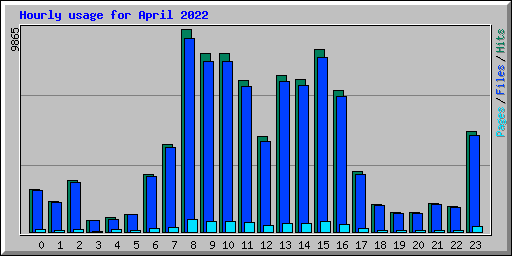 Hourly usage for April 2022
9865
Pages/Files/Hits
0 1 2 3 4 5 6 7 8 9 10 11 12 13 14 15 16 17 18 19 20 21 22 23